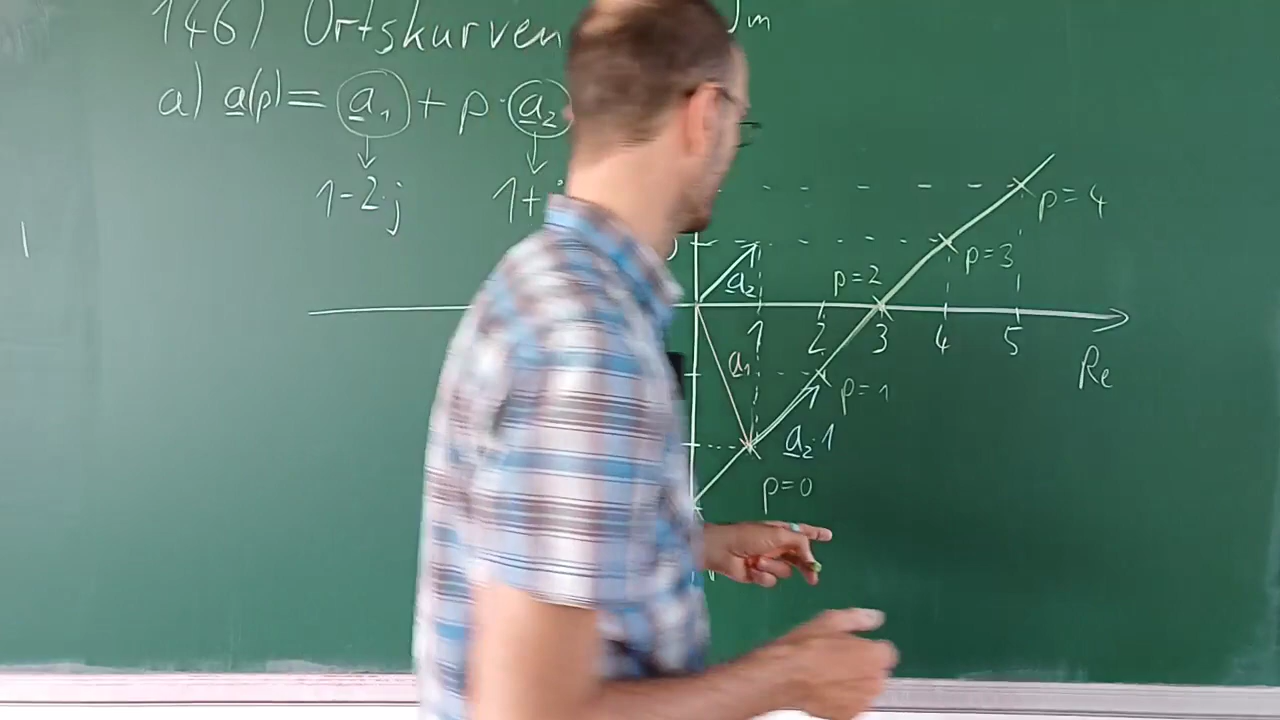 146) Ortskurven
Jm
a) a(p) = a₁ + p · a₂
1-2j
1+
p=4
p=3
a₂
p=2
1 2 3 4 5
a₁
Re
p=1
a₂·1
p=0